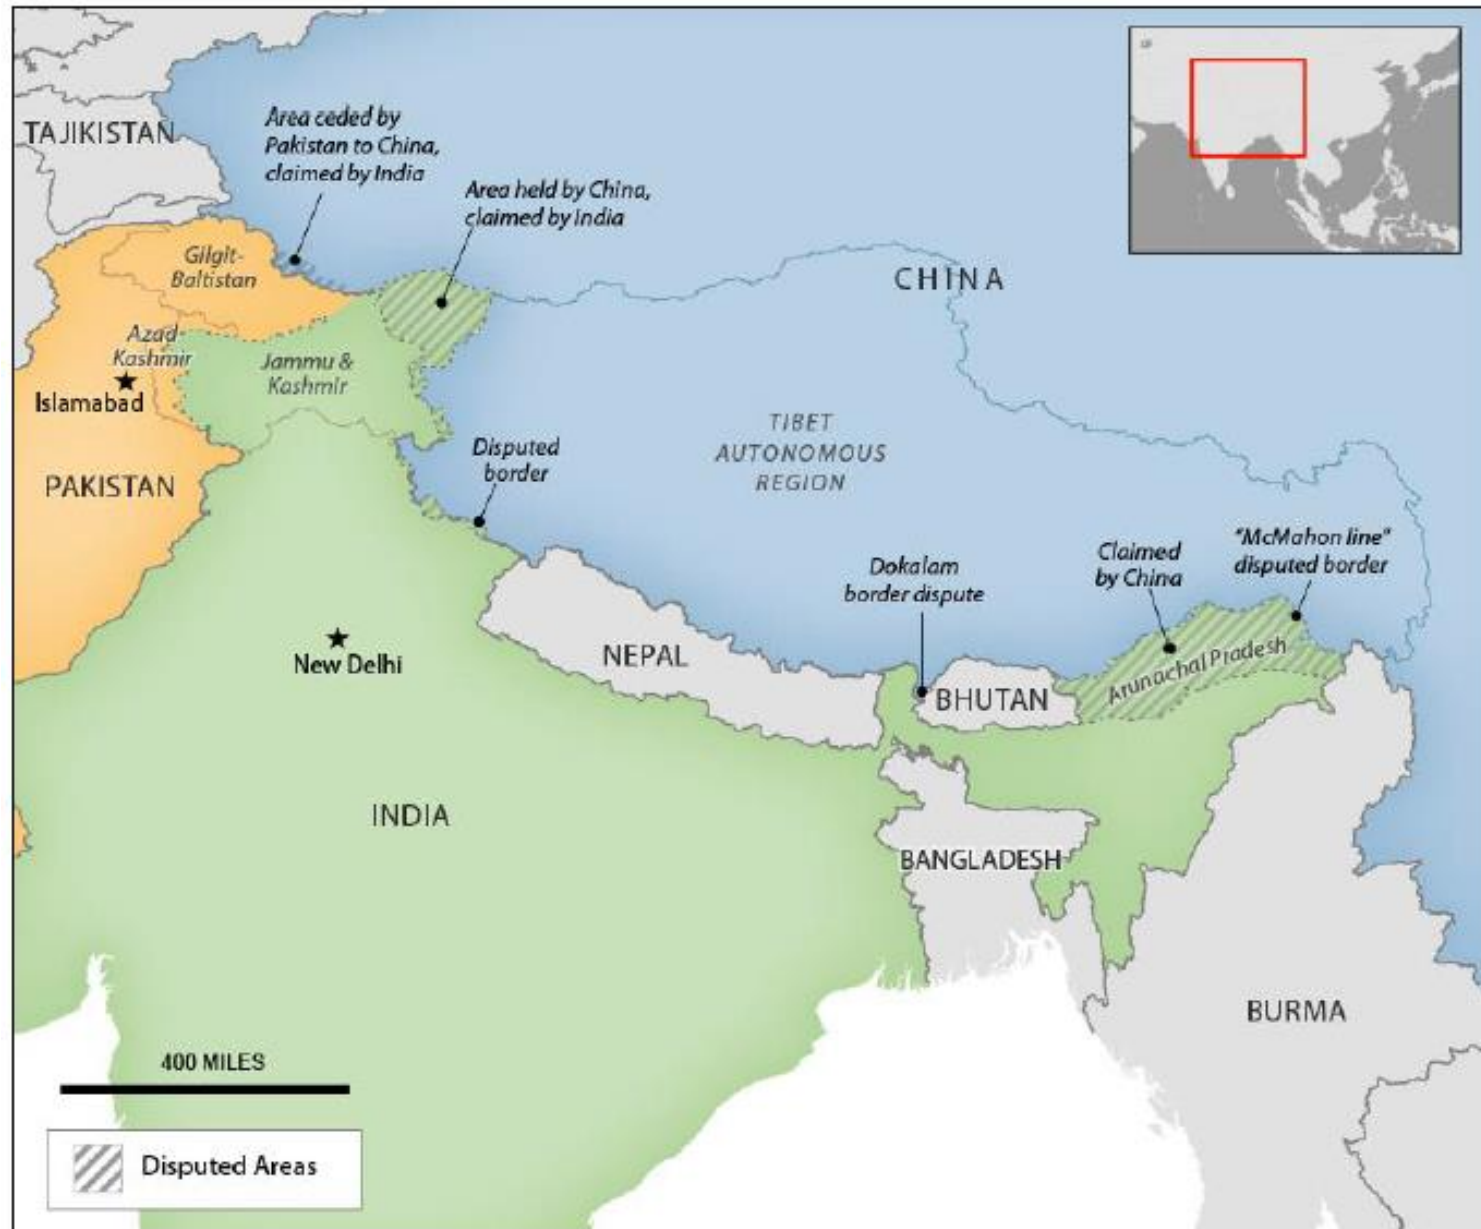 TAJIKISTAN
Area ceded by
Pakistan to China,
claimed by India
Area held by China,
claimed by India
Gilgit-
Baltistan
CHINA
Azad-
Kashmir
Jammu &
Kashmir
Islamabad
TIBET
AUTONOMOUS
REGION
Disputed
border
PAKISTAN
Dokalam
border dispute
Claimed
by China
"McMahon line"
disputed border
New Delhi
NEPAL
BHUTAN
Arunachal Pradesh
INDIA
BANGLADESH
BURMA
400 MILES
Disputed Areas